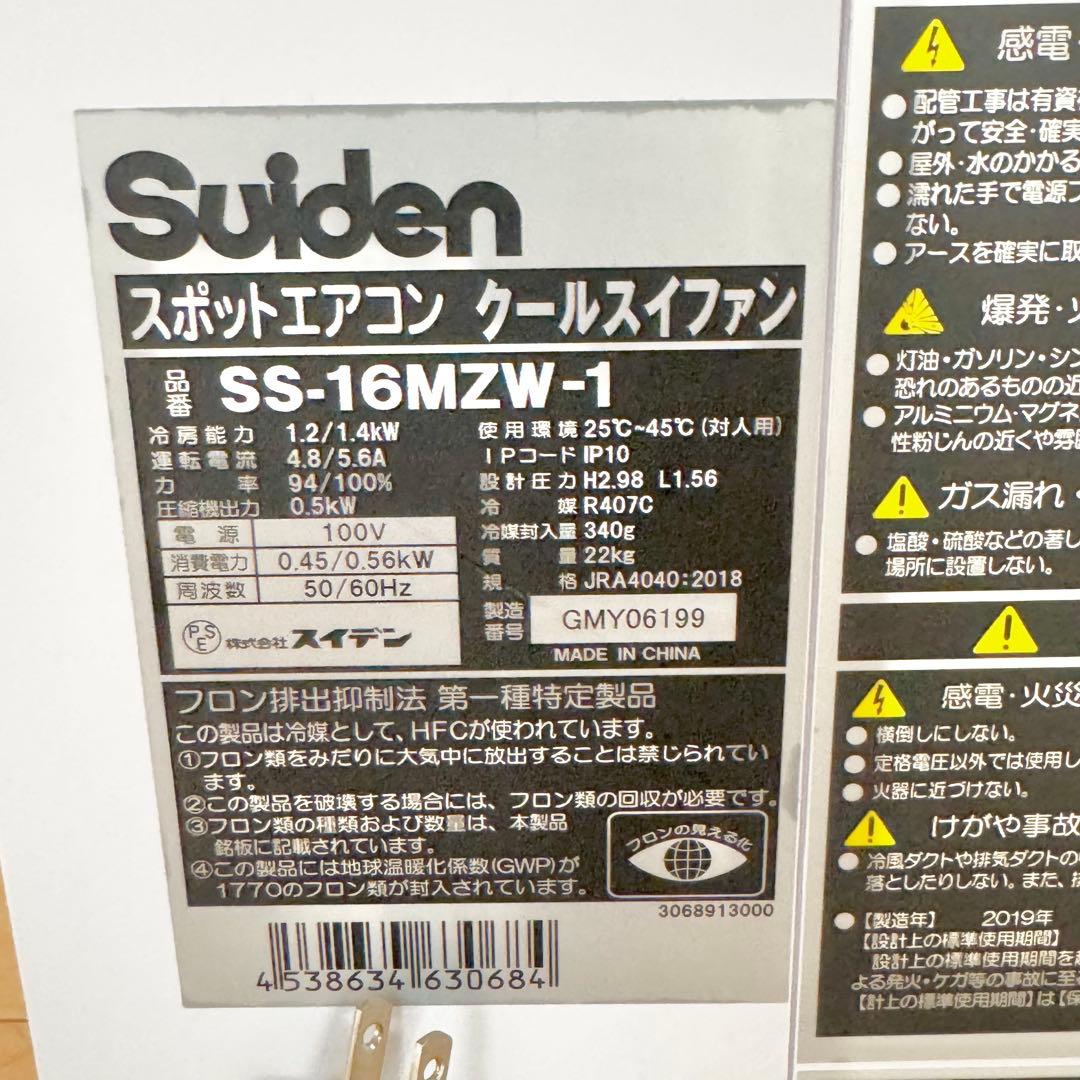 Suiden
スポットエアコン クールスイファン
品番 SS-16MZW-1
冷房能力 1.2/1.4kW
運転電流 4.8/5.6A
力率 94/100%
圧縮機出力 0.5kW
電源 100V
消費電力 0.45/0.56kW
周波数 50/60Hz
PSE 株式会社スイデン
使用環境 25℃~45℃(対人用)
IPコード IP10
設計圧力 H2.98 L1.56
冷媒 R407C
冷媒封入量 340g
質量 22kg
規格 JRA4040:2018
製造番号 GMY06199
MADE IN CHINA
フロン排出抑制法 第一種特定製品
この製品は冷媒として、HFCが使われています。
①フロン類をみだりに大気中に放出することは禁じられてい
ます。
②この製品を破壊する場合には、フロン類の回収が必要です。
③フロン類の種類および数量は、本製品
銘板に記載されています。
④この製品には地球温暖化係数(GWP)が
1770のフロン類が封入されています。
フロンの見える化
3068913000
4538634630684
感電・
●配管工事は有資
がって安全・確実
●屋外・水のかかる
●濡れた手で電源プ
ない。
●アースを確実に取
爆発・火
●灯油・ガソリン・シン
恐れのあるものの近
●アルミニウム・マグネ
性粉じんの近くや雰囲
ガス漏れ・
●塩酸・硫酸などの著し
場所に設置しない。
感電・火災
●横倒しにしない。
●定格電圧以外では使用し
●火器に近づけない。
けがや事故
●冷風ダクトや排気ダクトの
落としたりしない。また、
●【製造年】 2019年
【設計上の標準使用期間】
設計上の標準使用期間を超
よる発火・ケガ等の事故に至
【計上の標準使用期間】は【保